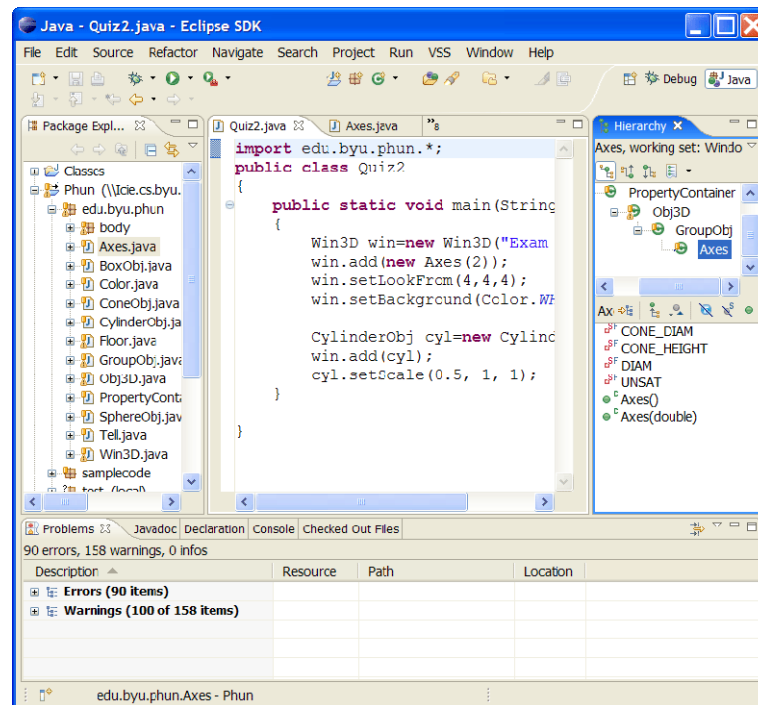 Java - Quiz2.java - Eclipse SDK
File Edit Source Refactor Navigate Search Project Run VSS Window Help
Debug Java
Package Expl...
Classes
Phun (\\Icie.cs.byu.
edu.byu.phun
body
Axes.java
BoxObj.java
Color.java
ConeObj.java
CylinderObj.ja
Floor.java
GroupObj.java
Obj3D.java
PropertyConta
SphereObj.jav
Tell.java
Win3D.java
samplecode
test (local)
Quiz2.java Axes.java »8
import edu.byu.phun.*;
public class Quiz2
{
public static void main(String
{
Win3D win=new Win3D("Exam
win.add(new Axes(2));
win.setLookFrom(4,4,4);
win.setBackground(Color.WH
CylinderObj cyl=new Cylind
win.add(cyl);
cyl.setScale(0.5, 1, 1);
}
}
Hierarchy
Axes, working set: Windo
PropertyContainer
Obj3D
GroupObj
Axes
Ax
CONE_DIAM
CONE_HEIGHT
DIAM
UNSAT
Axes()
Axes(double)
Problems Javadoc Declaration Console Checked Out Files
90 errors, 158 warnings, 0 infos
Description Resource Path Location
Errors (90 items)
Warnings (100 of 158 items)
edu.byu.phun.Axes - Phun